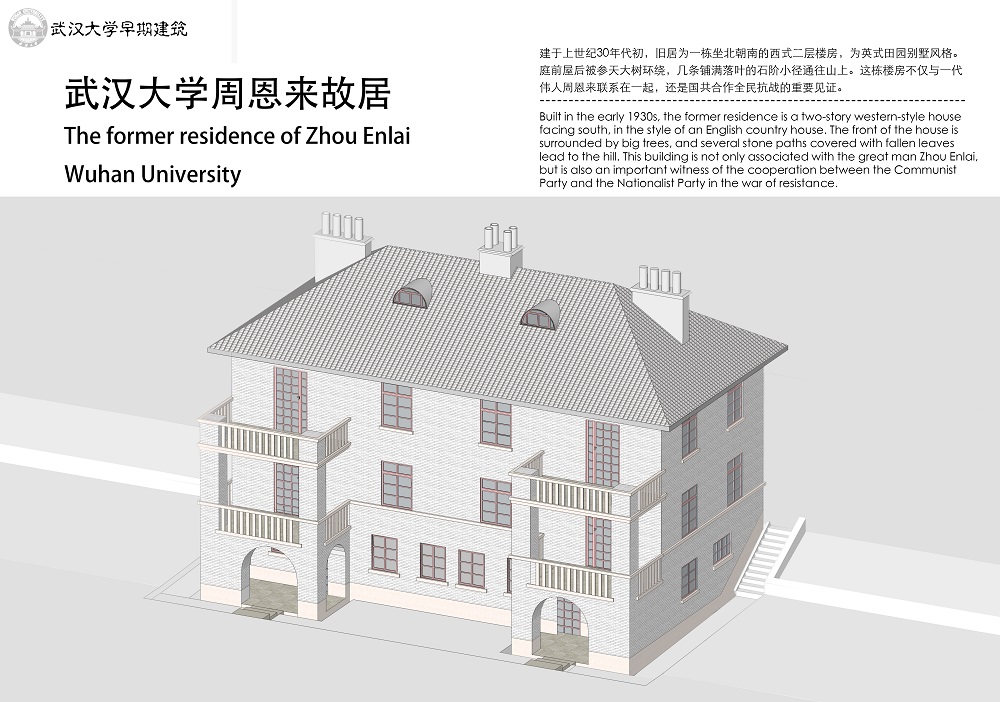 武汉大学早期建筑
武汉大学周恩来故居
The former residence of Zhou Enlai
Wuhan University
建于上世纪30年代初，旧居为一栋坐北朝南的西式二层楼房，为英式田园别墅风格。
庭前屋后被参天大树环绕，几条铺满落叶的石阶小径通往山上。这栋楼房不仅与一代
伟人周恩来联系在一起，还是国共合作全民抗战的重要见证。
Built in the early 1930s, the former residence is a two-story western-style house
facing south, in the style of an English country house. The front of the house is
surrounded by big trees, and several stone paths covered with fallen leaves
lead to the hill. This building is not only associated with the great man Zhou Enlai,
but is also an important witness of the cooperation between the Communist
Party and the Nationalist Party in the war of resistance.